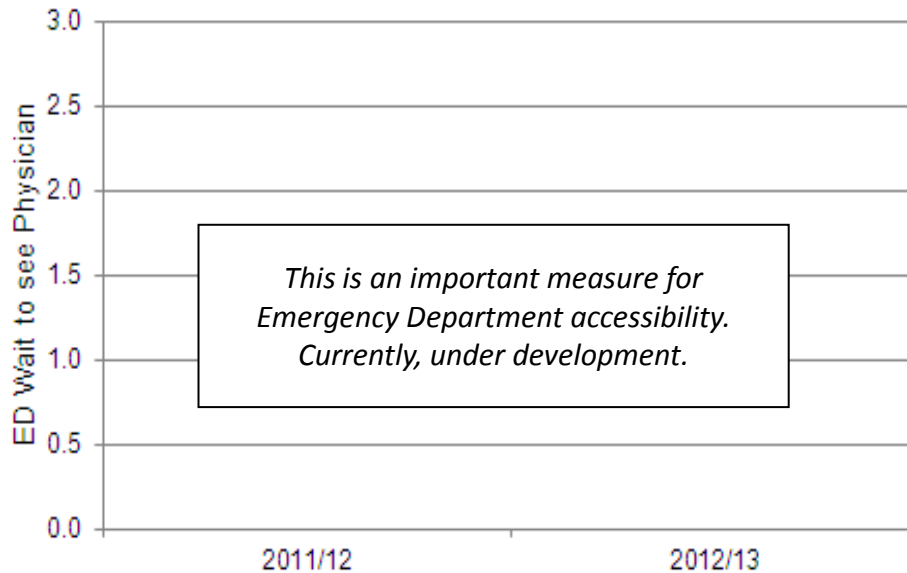 3.0
2.5
2.0
1.5
1.0
0.5
0.0
ED Wait to see Physician
This is an important measure for
Emergency Department accessibility.
Currently, under development.
2011/12
2012/13